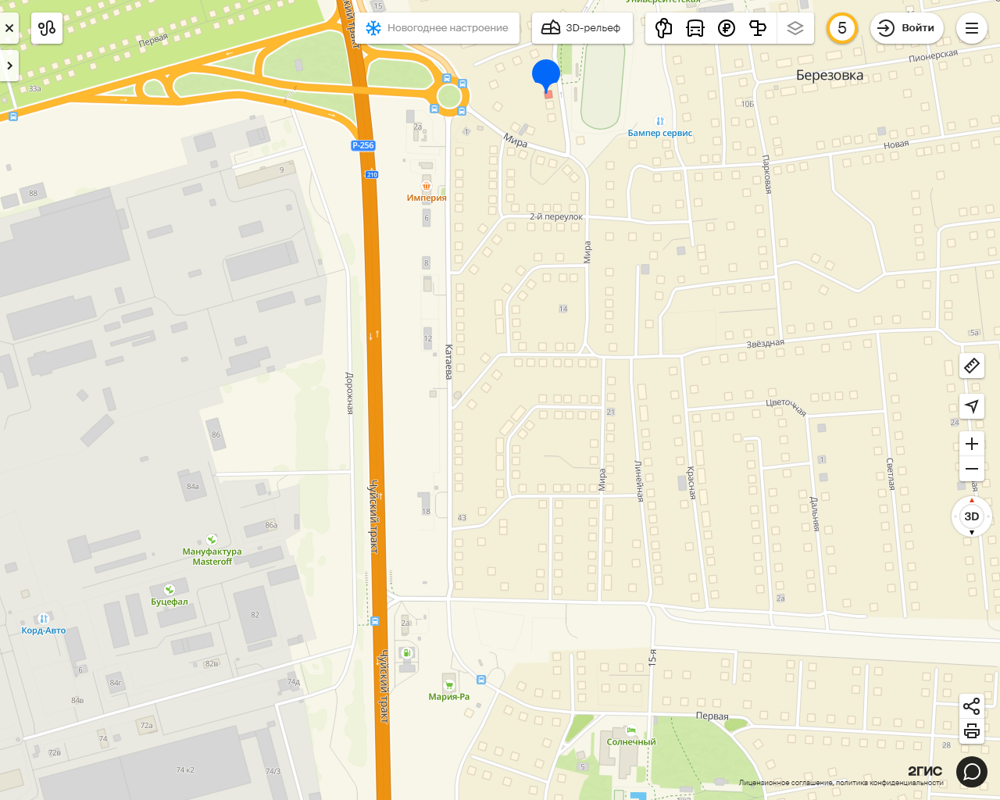 Университетская
15
ский тракт
Новогоднее настроение
3D-рельеф
5
Войти
Первая
33а
Пионерская
Березовка
10Б
2а
1
Мира
Бампер сервис
Новая
Р-256
210
Парковая
9
88
Империя
6
2-й переулок
Мира
8
14
12
Катаева
Звёздная
5а
Дорожная
21
Цветочная
24
86
1
84а
Чуйский тракт
Мира
Линейная
Красная
Светлая
ная
Дальняя
18
43
3D
86а
Мануфактура
Masteroff
Буцефал
2а
82
2а
Корд-Авто
Чуйский тракт
15-я
82в
6
84г
74д
84в
Мария-Ра
Первая
72а
74
Солнечный
28
72в
74 к2
74/3
5
2ГИС
Лицензионное соглашение, политика конфиденциальности